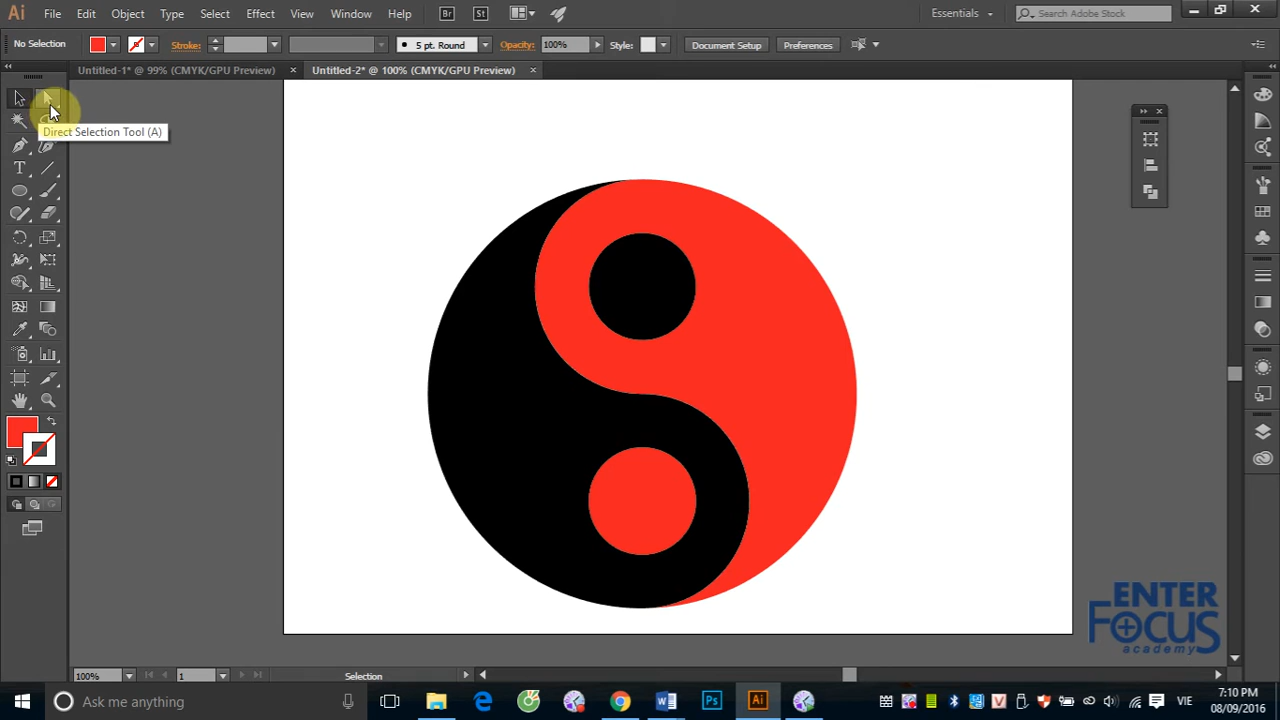 Ai File Edit Object Type Select Effect View Window Help Br St Essentials Search Adobe Stock
No Selection Stroke: 5 pt. Round Opacity: 100% Style: Document Setup Preferences
Untitled-1* @ 99% (CMYK/GPU Preview) Untitled-2* @ 100% (CMYK/GPU Preview)
Direct Selection Tool (A)
T
ENTER
FOCUS
academy
100% 1 Selection
Ask me anything Ps Ai VIE 7:10 PM
08/09/2016